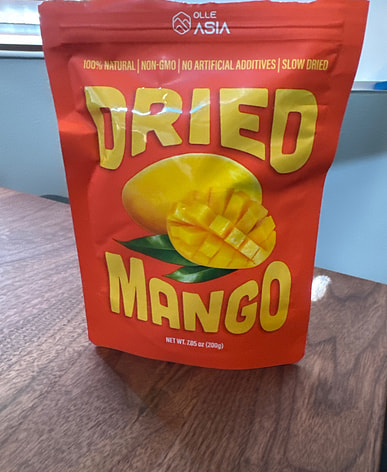 OLLE
ASIA
100% NATURAL | NON-GMO | NO ARTIFICIAL ADDITIVES | SLOW DRIED
DRIED
MANGO
NET WT. 7.05 oz (200g)